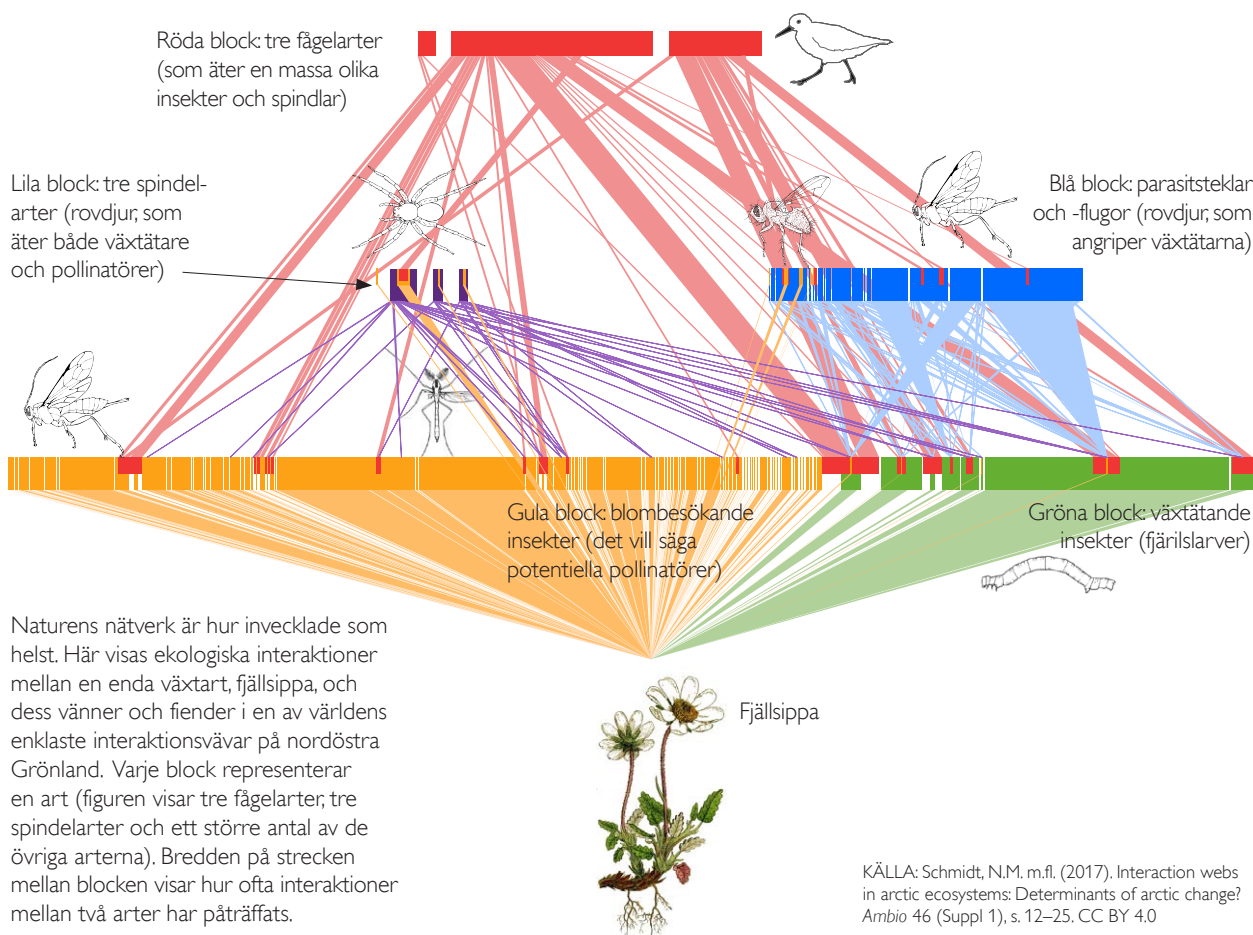 Röda block: tre fågelarter
(som äter en massa olika
insekter och spindlar)
Lila block: tre spindel-
arter (rovdjur, som
äter både växtätare
och pollinatörer)
Blå block: parasitsteklar
och -flugor (rovdjur, som
angriper växtätarna)
Gula block: blombesökande
insekter (det vill säga
potentiella pollinatörer)
Gröna block: växtätande
insekter (fjärilslarver)
Naturens nätverk är hur invecklade som
helst. Här visas ekologiska interaktioner
mellan en enda växtart, fjällsippa, och
dess vänner och fiender i en av världens
enklaste interaktionsvävar på nordöstra
Grönland. Varje block representerar
en art (figuren visar tre fågelarter, tre
spindelarter och ett större antal av de
övriga arterna). Bredden på strecken
mellan blocken visar hur ofta interaktioner
mellan två arter har påträffats.
Fjällsippa
KÄLLA: Schmidt, N.M. m.fl. (2017). Interaction webs
in arctic ecosystems: Determinants of arctic change?
Ambio 46 (Suppl 1), s. 12–25. CC BY 4.0